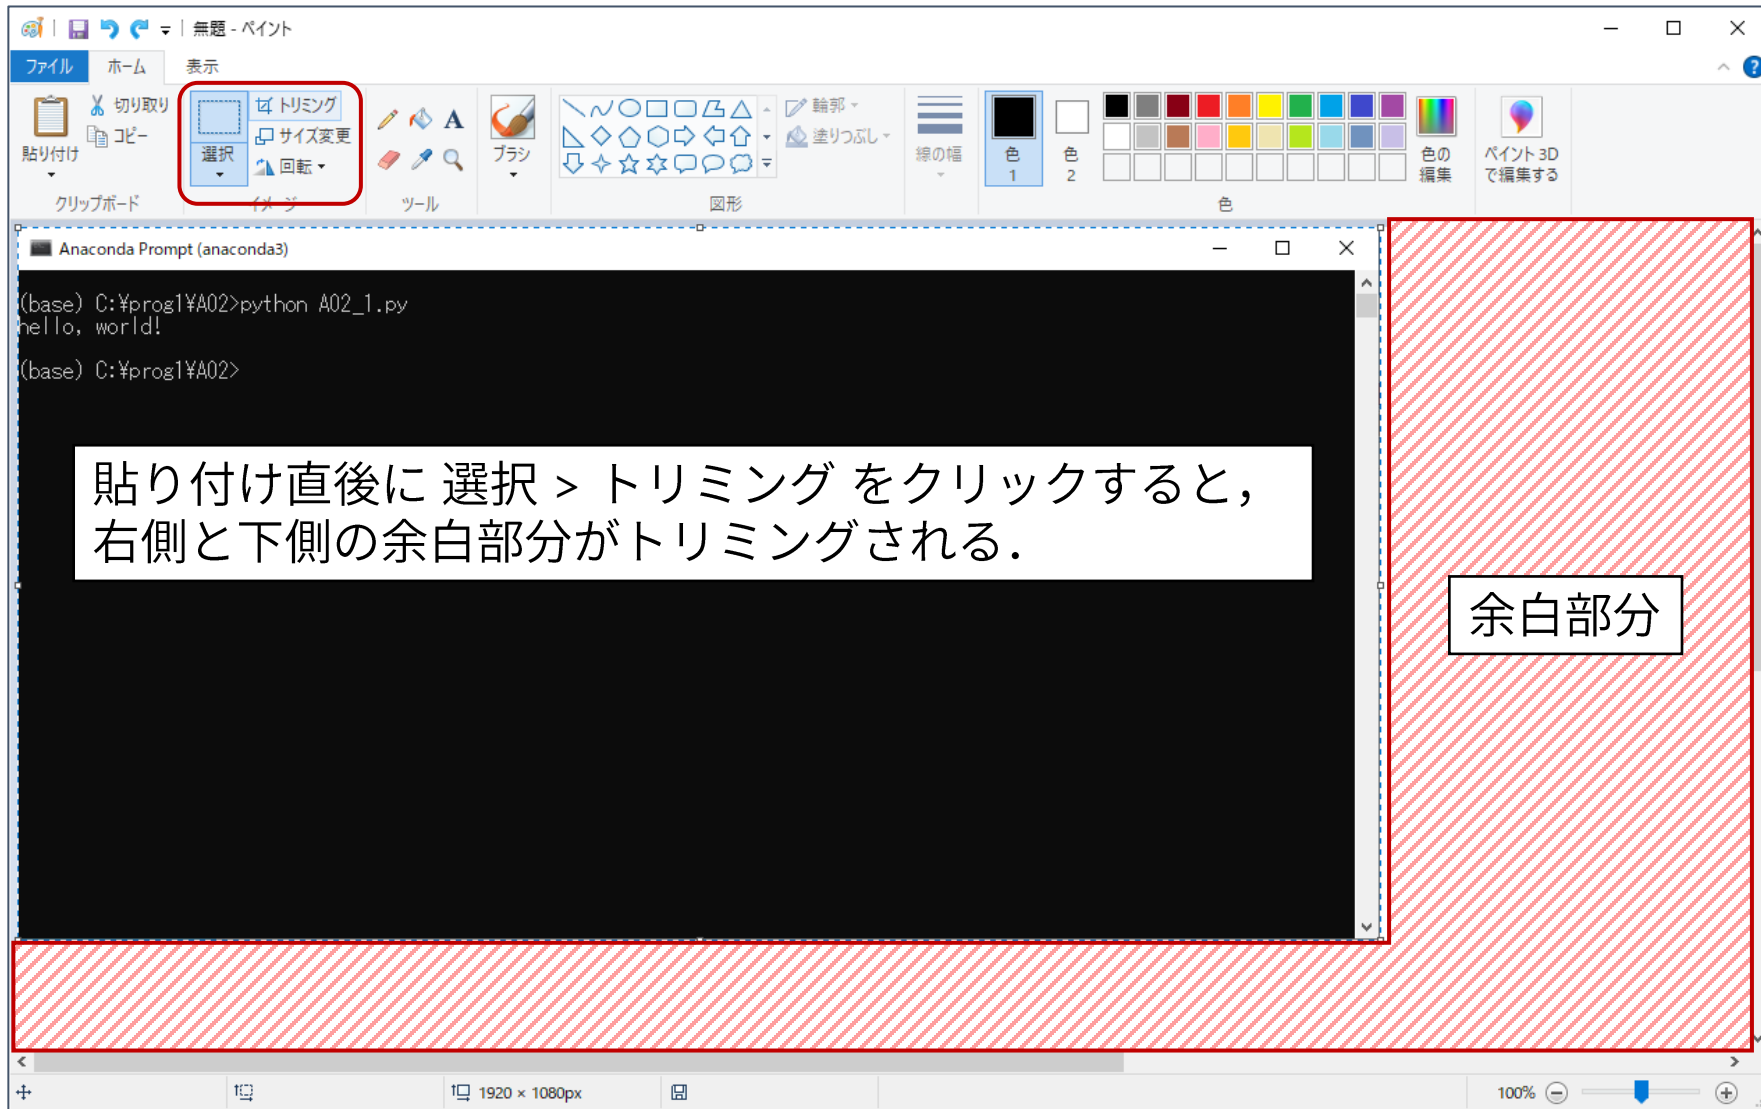 無題 - ペイント
ファイル ホーム 表示
貼り付け
切り取り
コピー
クリップボード
選択
トリミング
サイズ変更
回転
イメージ
A
ツール
ブラシ
輪郭
塗りつぶし
図形
線の幅
色
1
色
2
色の
編集
色
ペイント 3D
で編集する
?
Anaconda Prompt (anaconda3)
(base) C:¥prog1¥A02>python A02_1.py
hello, world!
(base) C:¥prog1¥A02>
貼り付け直後に 選択 > トリミング をクリックすると，
右側と下側の余白部分がトリミングされる．
余白部分
1920 × 1080px
100%